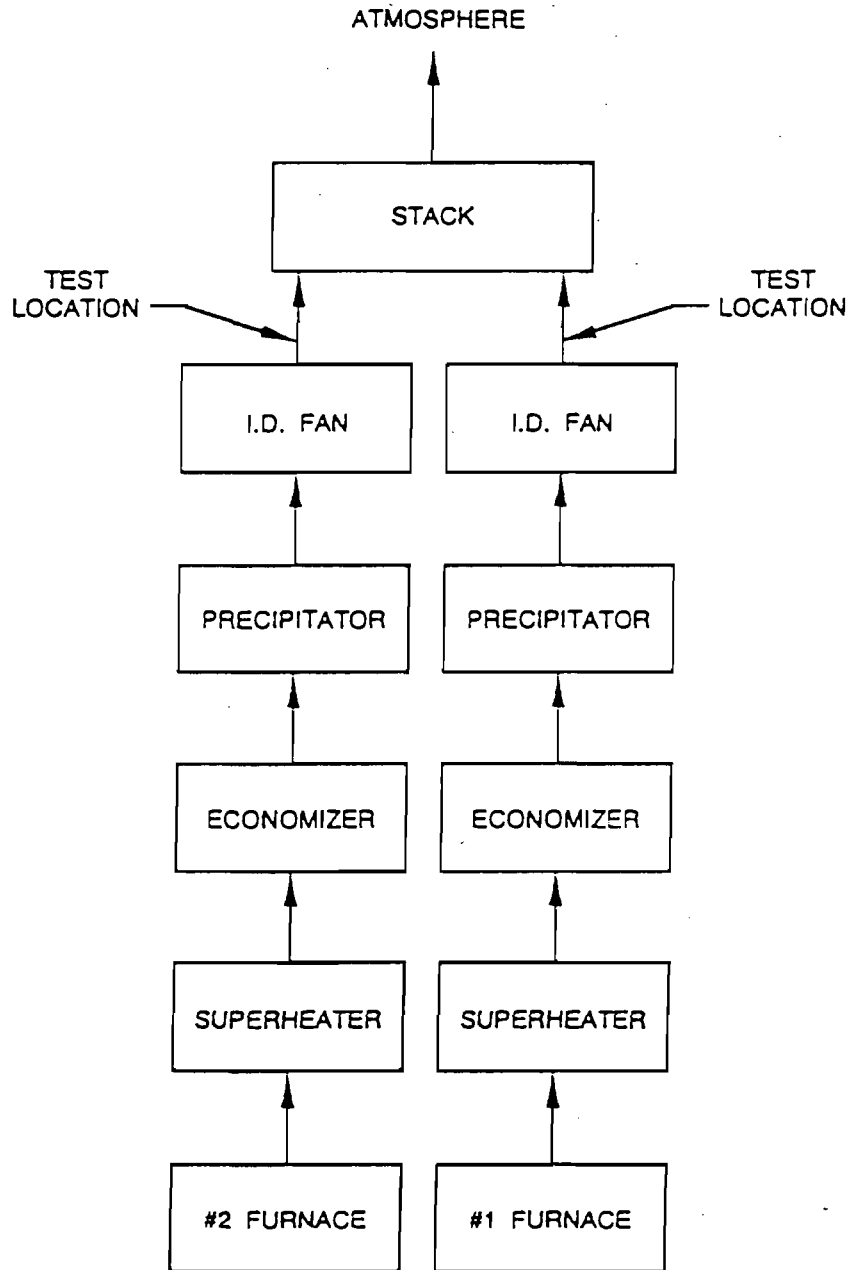 ATMOSPHERE
STACK
TEST
LOCATION
TEST
LOCATION
I.D. FAN
I.D. FAN
PRECIPITATOR
PRECIPITATOR
ECONOMIZER
ECONOMIZER
SUPERHEATER
SUPERHEATER
#2 FURNACE
#1 FURNACE